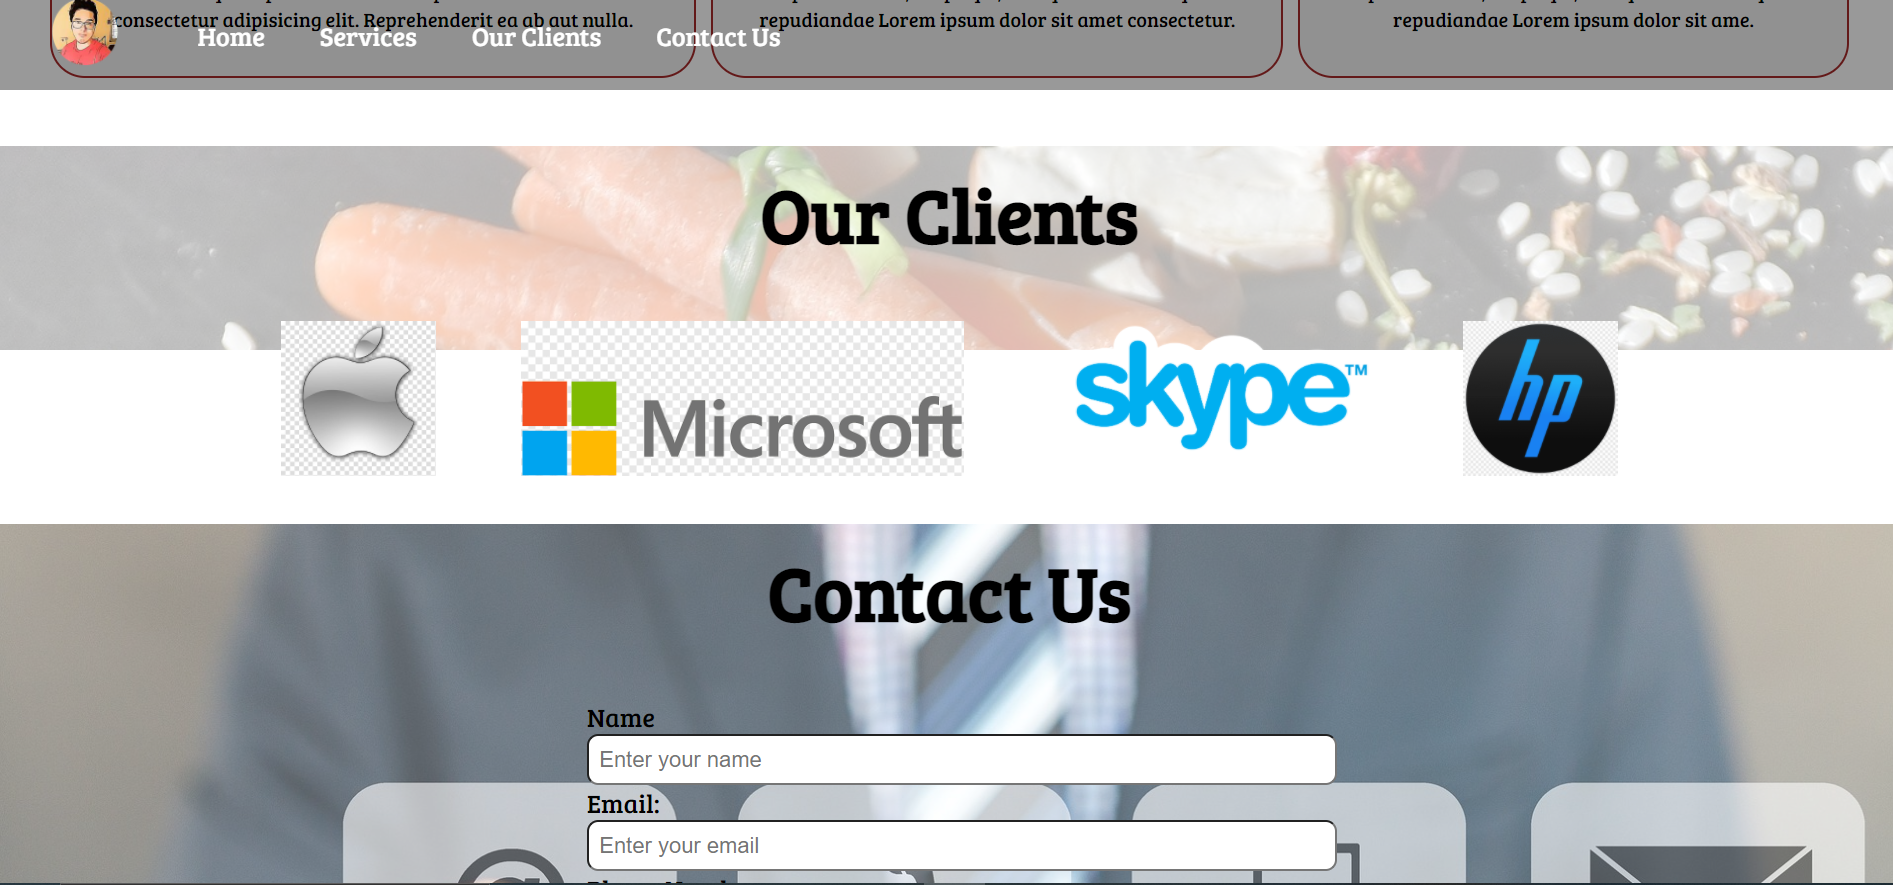 consectetur adipisicing elit. Reprehenderit ea ab aut nulla.
repudiandae Lorem ipsum dolor sit amet consectetur.
repudiandae Lorem ipsum dolor sit ame.
Home Services Our Clients Contact Us
Our Clients
Microsoft
skype™
hp
Contact Us
Name
Enter your name
Email:
Enter your email